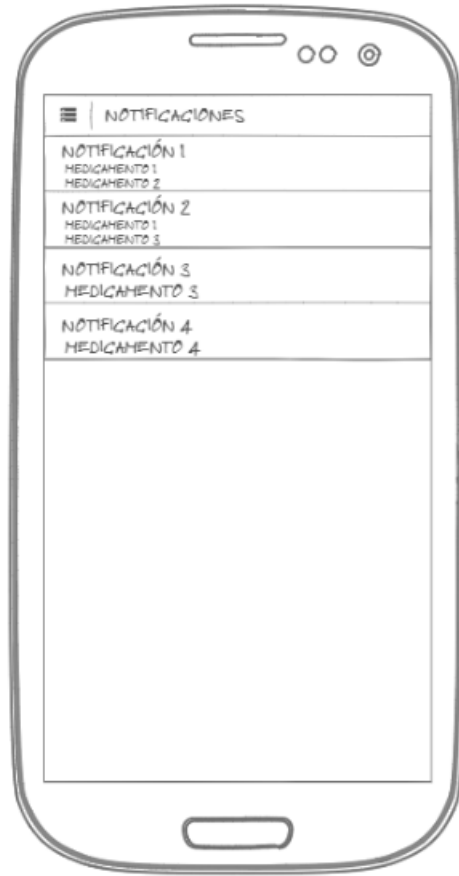 NOTIFICACIONES
NOTIFICACIÓN 1
MEDICAMENTO 1
MEDICAMENTO 2
NOTIFICACIÓN 2
MEDICAMENTO 1
MEDICAMENTO 3
NOTIFICACIÓN 3
MEDICAMENTO 3
NOTIFICACIÓN 4
MEDICAMENTO 4